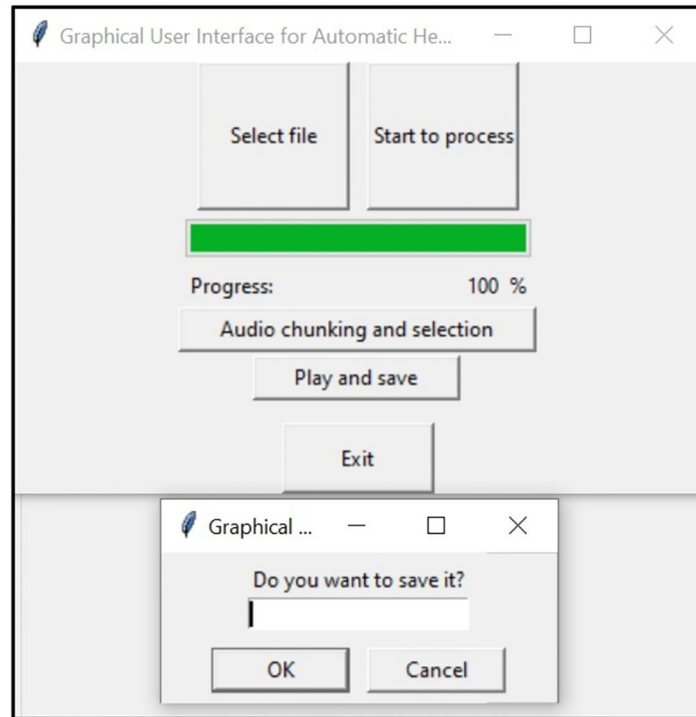 Graphical User Interface for Automatic He...
Select file Start to process
Progress: 100 %
Audio chunking and selection
Play and save
Exit
Graphical ...
Do you want to save it?
OK Cancel